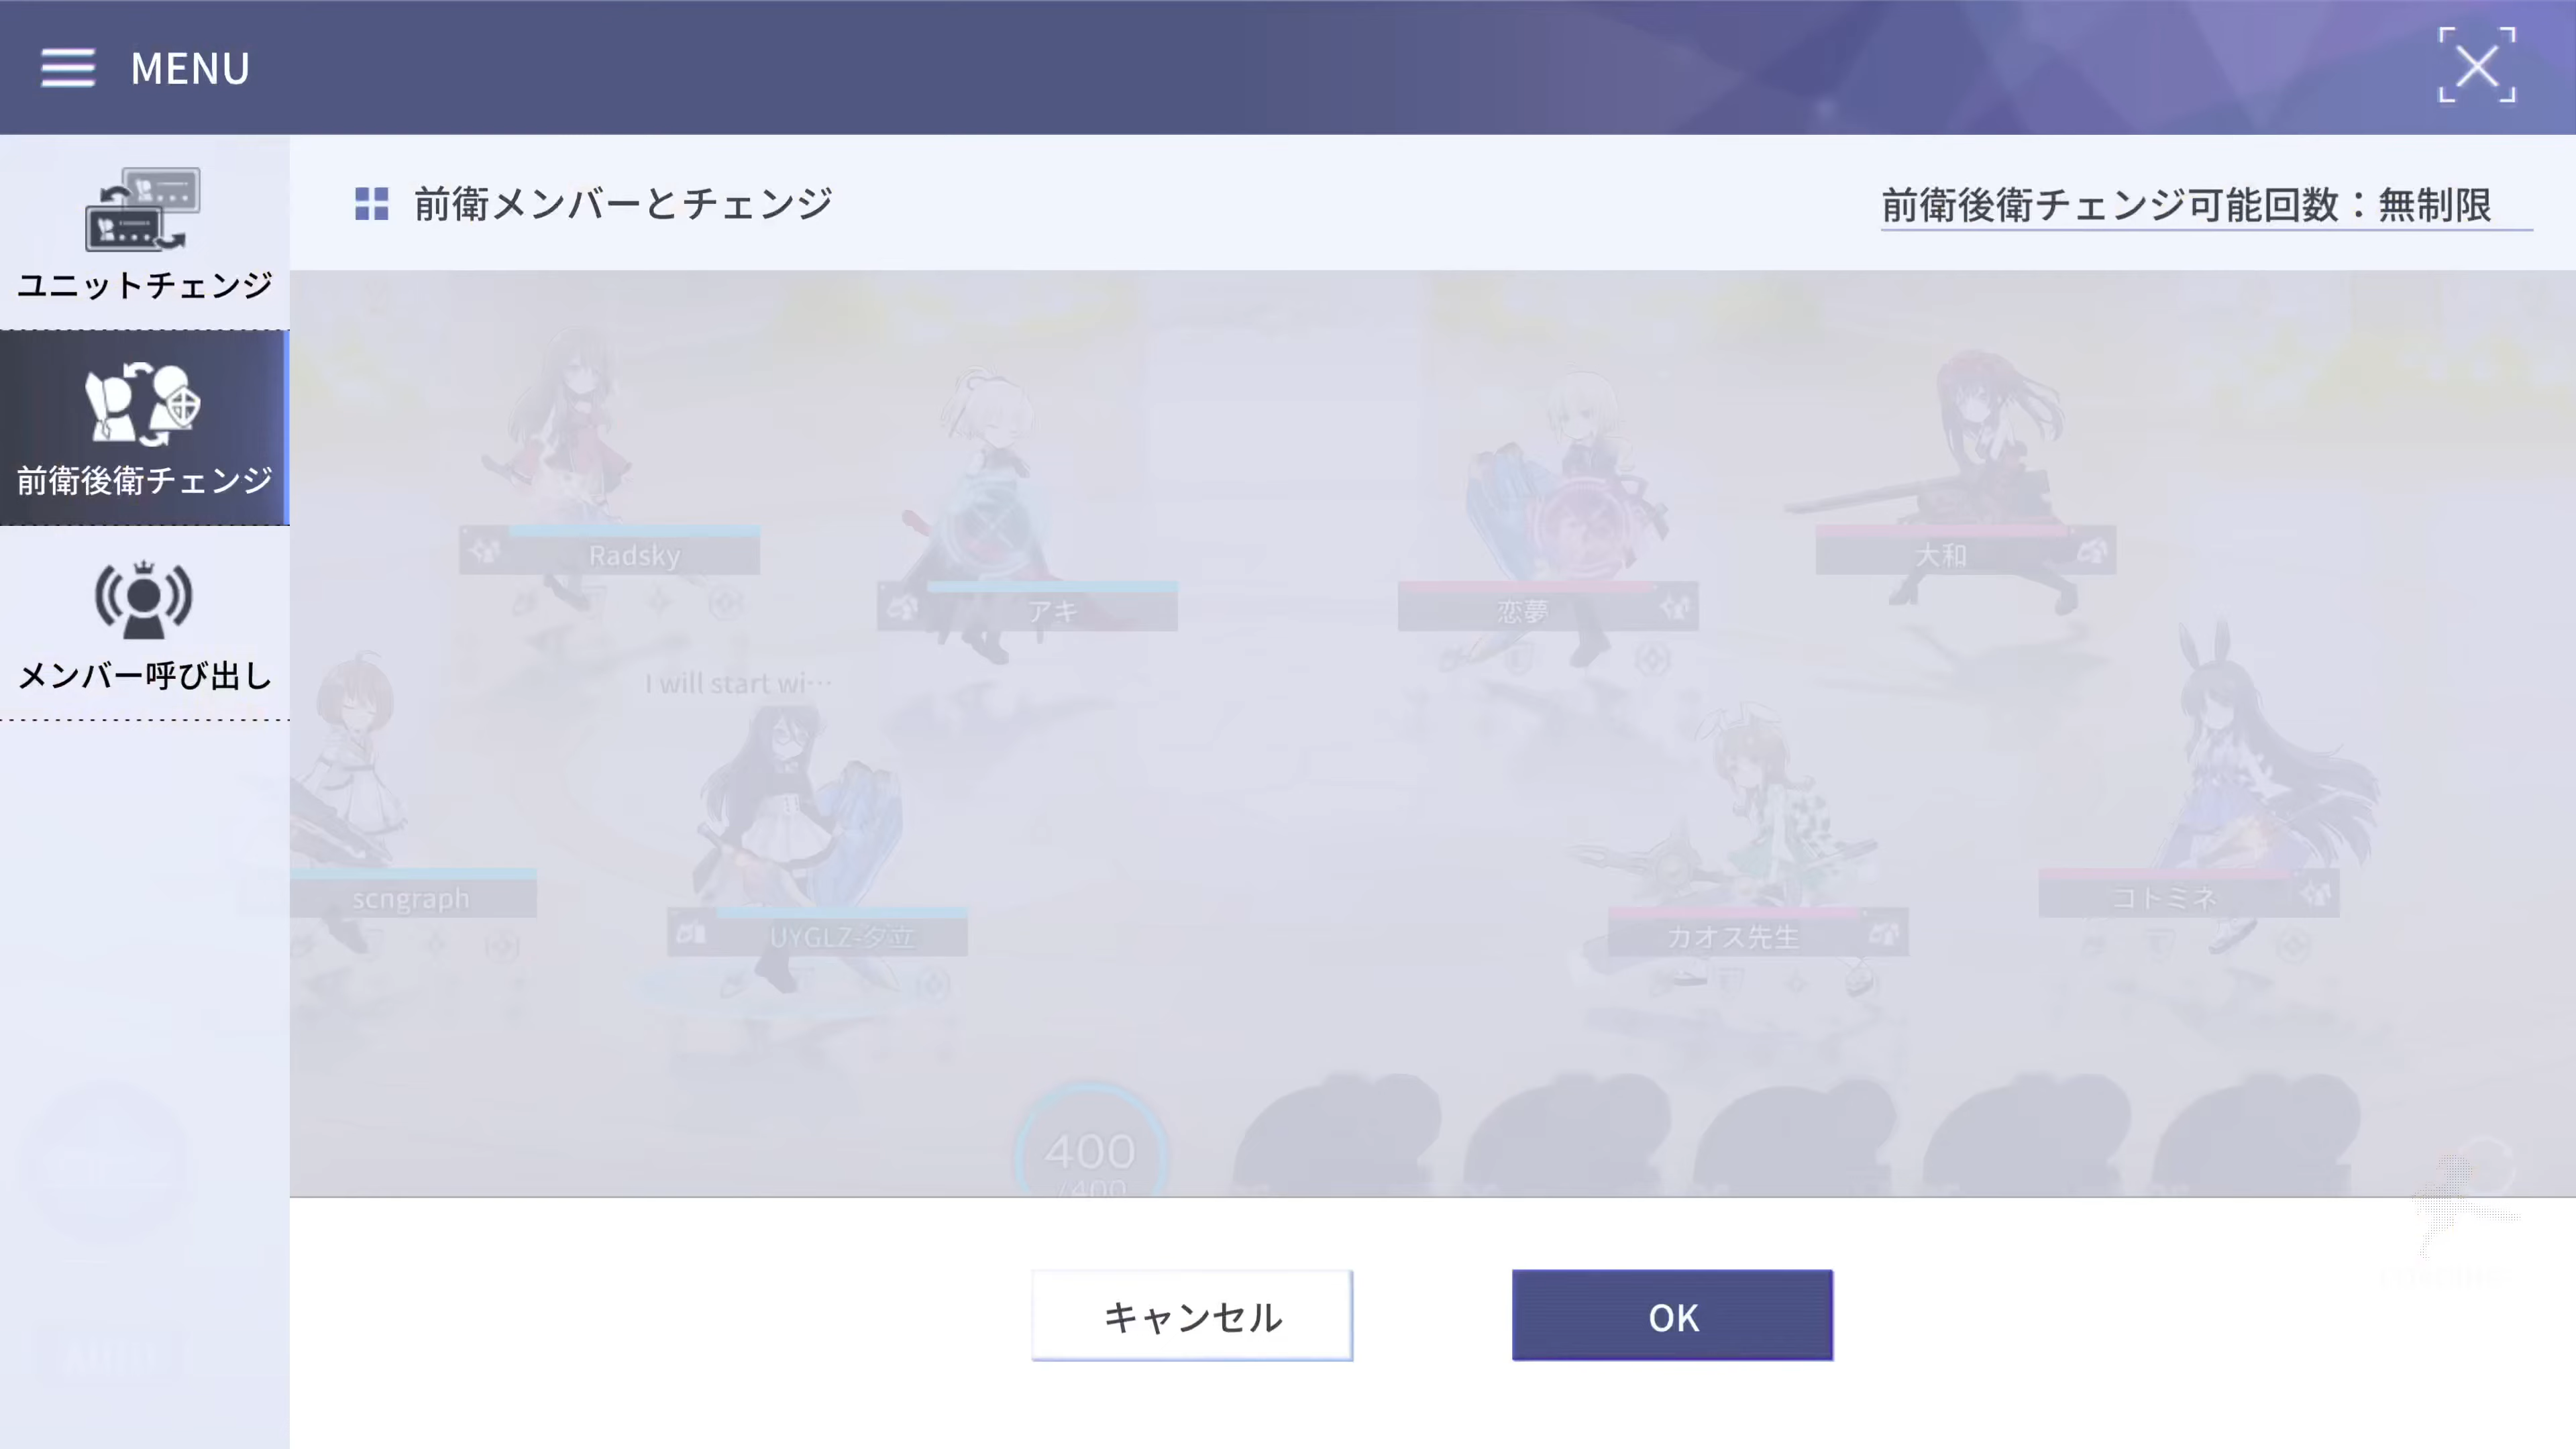 MENU
ユニットチェンジ
前衛後衛チェンジ
メンバー呼び出し
前衛メンバーとチェンジ
前衛後衛チェンジ可能回数：無制限
Radsky
アキ
恋夢
大和
I will start wi…
scngraph
UYGLZ-夕立
カオス先生
コトミネ
400
/400
キャンセル
OK